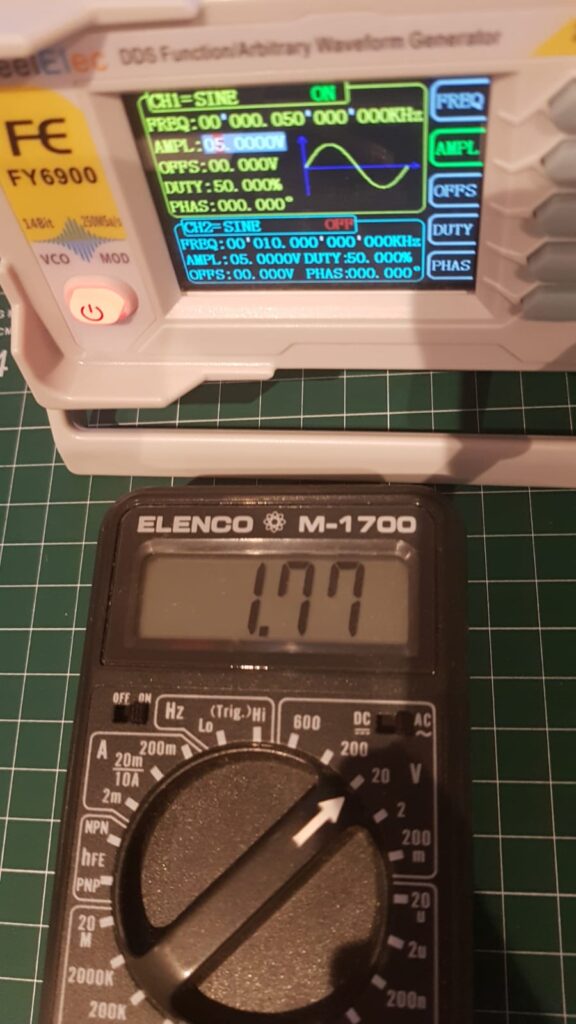 eelElec DDS Function/Arbitrary Waveform Generator
FE
FY6900
14Bit 250MSa/s
VCO MOD
CH1=SINE ON
FREQ:00'000.050'000'000KHz
AMPL:05.0000V
OFFS:00.000V
DUTY:50.000%
PHAS:000.000°
CH2=SINE OFF
FREQ:00'010.000'000'000KHz
AMPL:05.0000V DUTY:50.000%
OFFS:00.000V PHAS:000.000°
FREQ
AMPL
OFFS
DUTY
PHAS
ELENCO M-1700
1.77
OFF ON
Hz Lo (Trig.) Hi
600 DC AC
A 200m
20m
10A
2m
200
20 V
2
200
m
NPN
hFE
PNP
20
M
2000K
200K
20
u
2u
200n